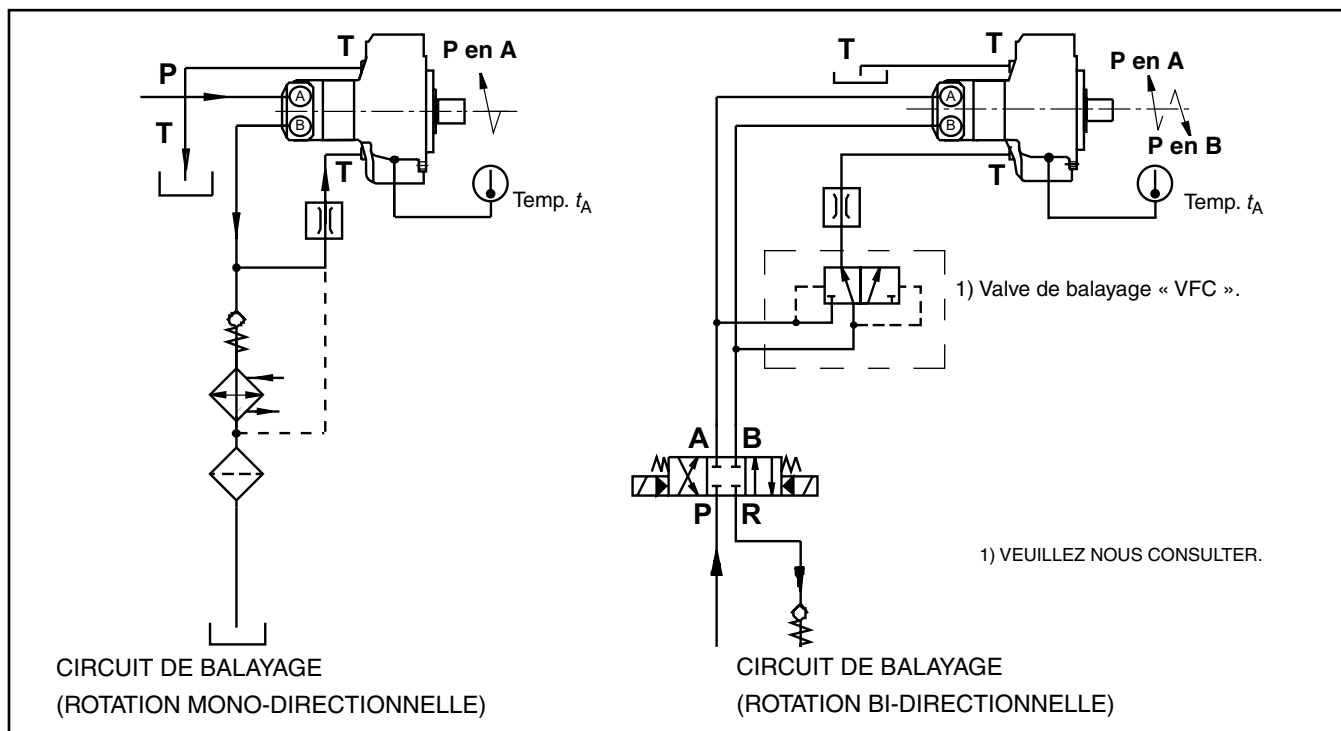 T
T
P en A
P
A
B
T
T
Temp. tA
CIRCUIT DE BALAYAGE
(ROTATION MONO-DIRECTIONNELLE)
T
T
P en A
A
B
P en B
T
Temp. tA
1) Valve de balayage « VFC ».
A B
P R
1) VEUILLEZ NOUS CONSULTER.
CIRCUIT DE BALAYAGE
(ROTATION BI-DIRECTIONNELLE)